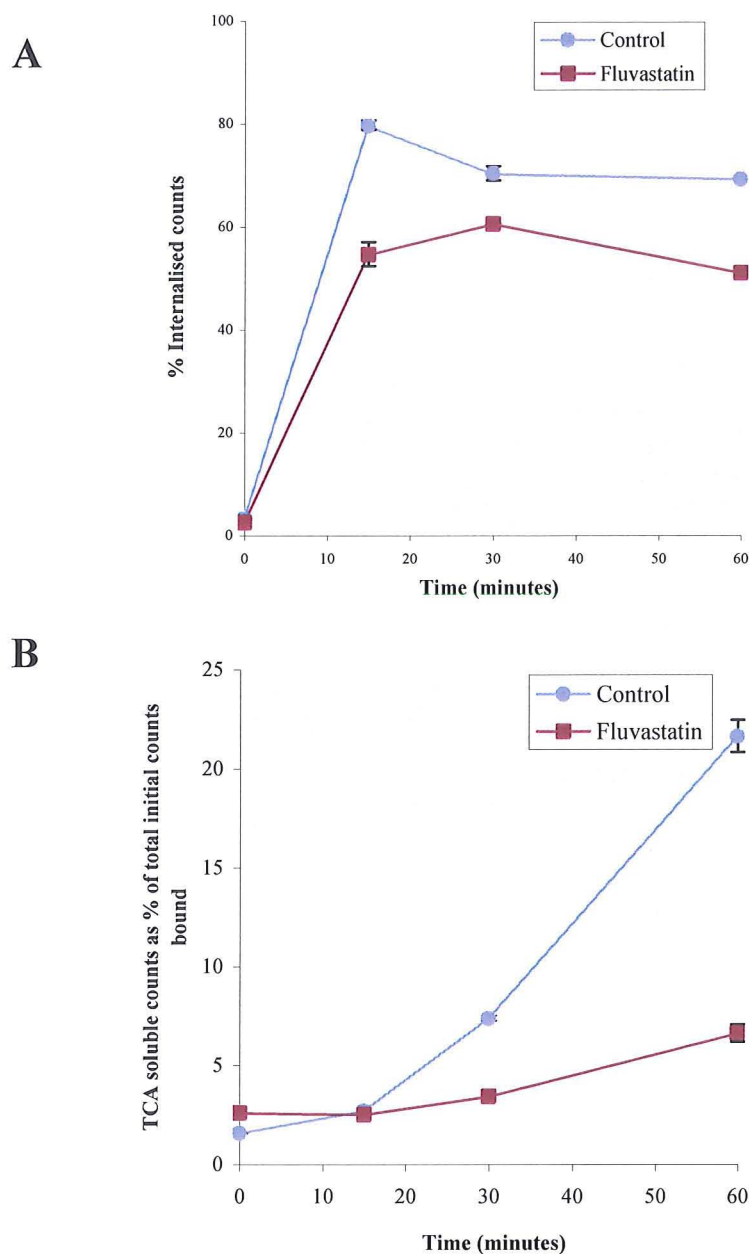 A
100
80
60
40
20
0
% Internalised counts
Control
Fluvastatin
0 10 20 30 40 50 60
Time (minutes)
B
25
20
15
10
5
0
TCA soluble counts as % of total initial counts
bound
Control
Fluvastatin
0 10 20 30 40 50 60
Time (minutes)